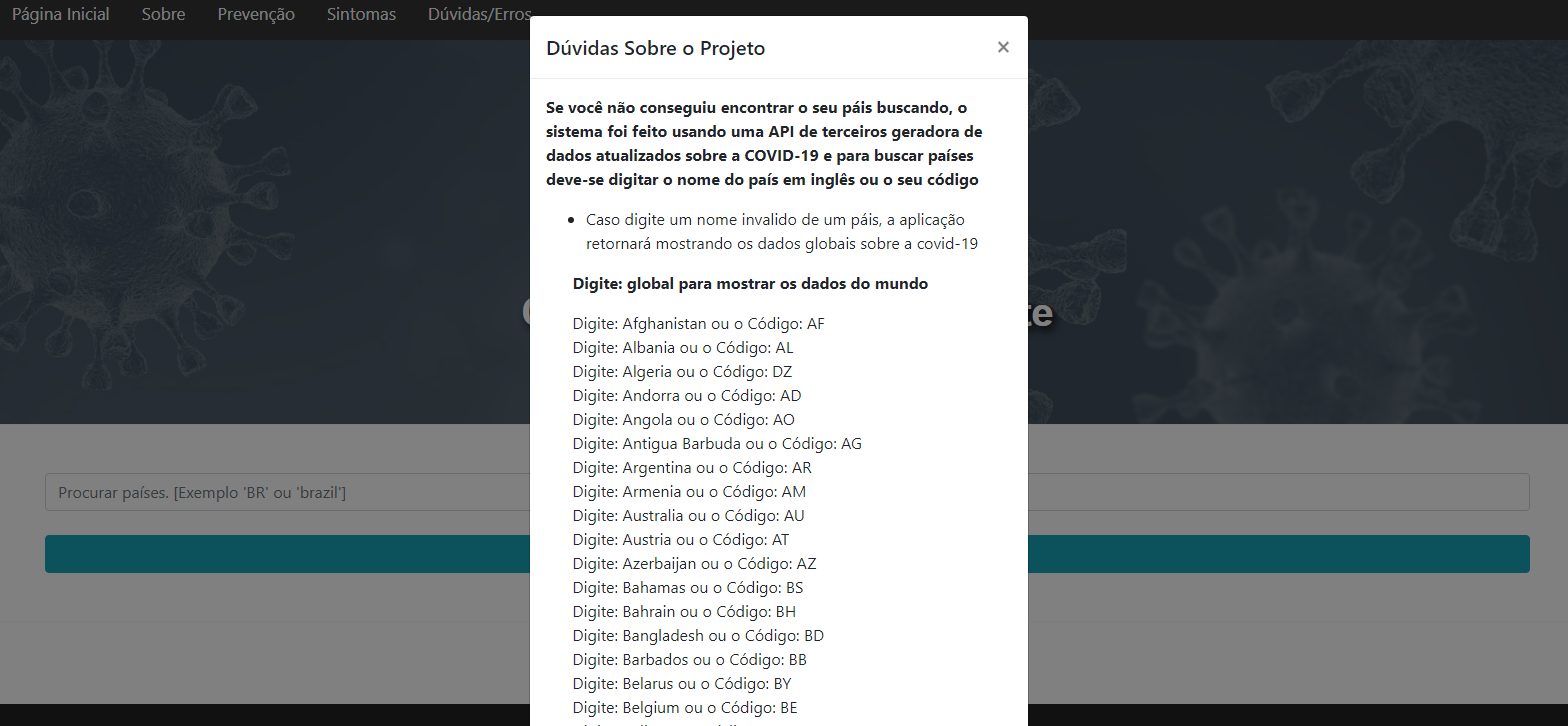 Página Inicial Sobre Prevenção Sintomas Dúvidas/Erros
Dúvidas Sobre o Projeto ×
Se você não conseguiu encontrar o seu páis buscando, o
sistema foi feito usando uma API de terceiros geradora de
dados atualizados sobre a COVID-19 e para buscar países
deve-se digitar o nome do país em inglês ou o seu código
Caso digite um nome invalido de um páis, a aplicação
retornará mostrando os dados globais sobre a covid-19
Digite: global para mostrar os dados do mundo
Digite: Afghanistan ou o Código: AF
Digite: Albania ou o Código: AL
Digite: Algeria ou o Código: DZ
Digite: Andorra ou o Código: AD
Digite: Angola ou o Código: AO
Digite: Antigua Barbuda ou o Código: AG
Digite: Argentina ou o Código: AR
Digite: Armenia ou o Código: AM
Digite: Australia ou o Código: AU
Digite: Austria ou o Código: AT
Digite: Azerbaijan ou o Código: AZ
Digite: Bahamas ou o Código: BS
Digite: Bahrain ou o Código: BH
Digite: Bangladesh ou o Código: BD
Digite: Barbados ou o Código: BB
Digite: Belarus ou o Código: BY
Digite: Belgium ou o Código: BE
Procurar países. [Exemplo 'BR' ou 'brazil']